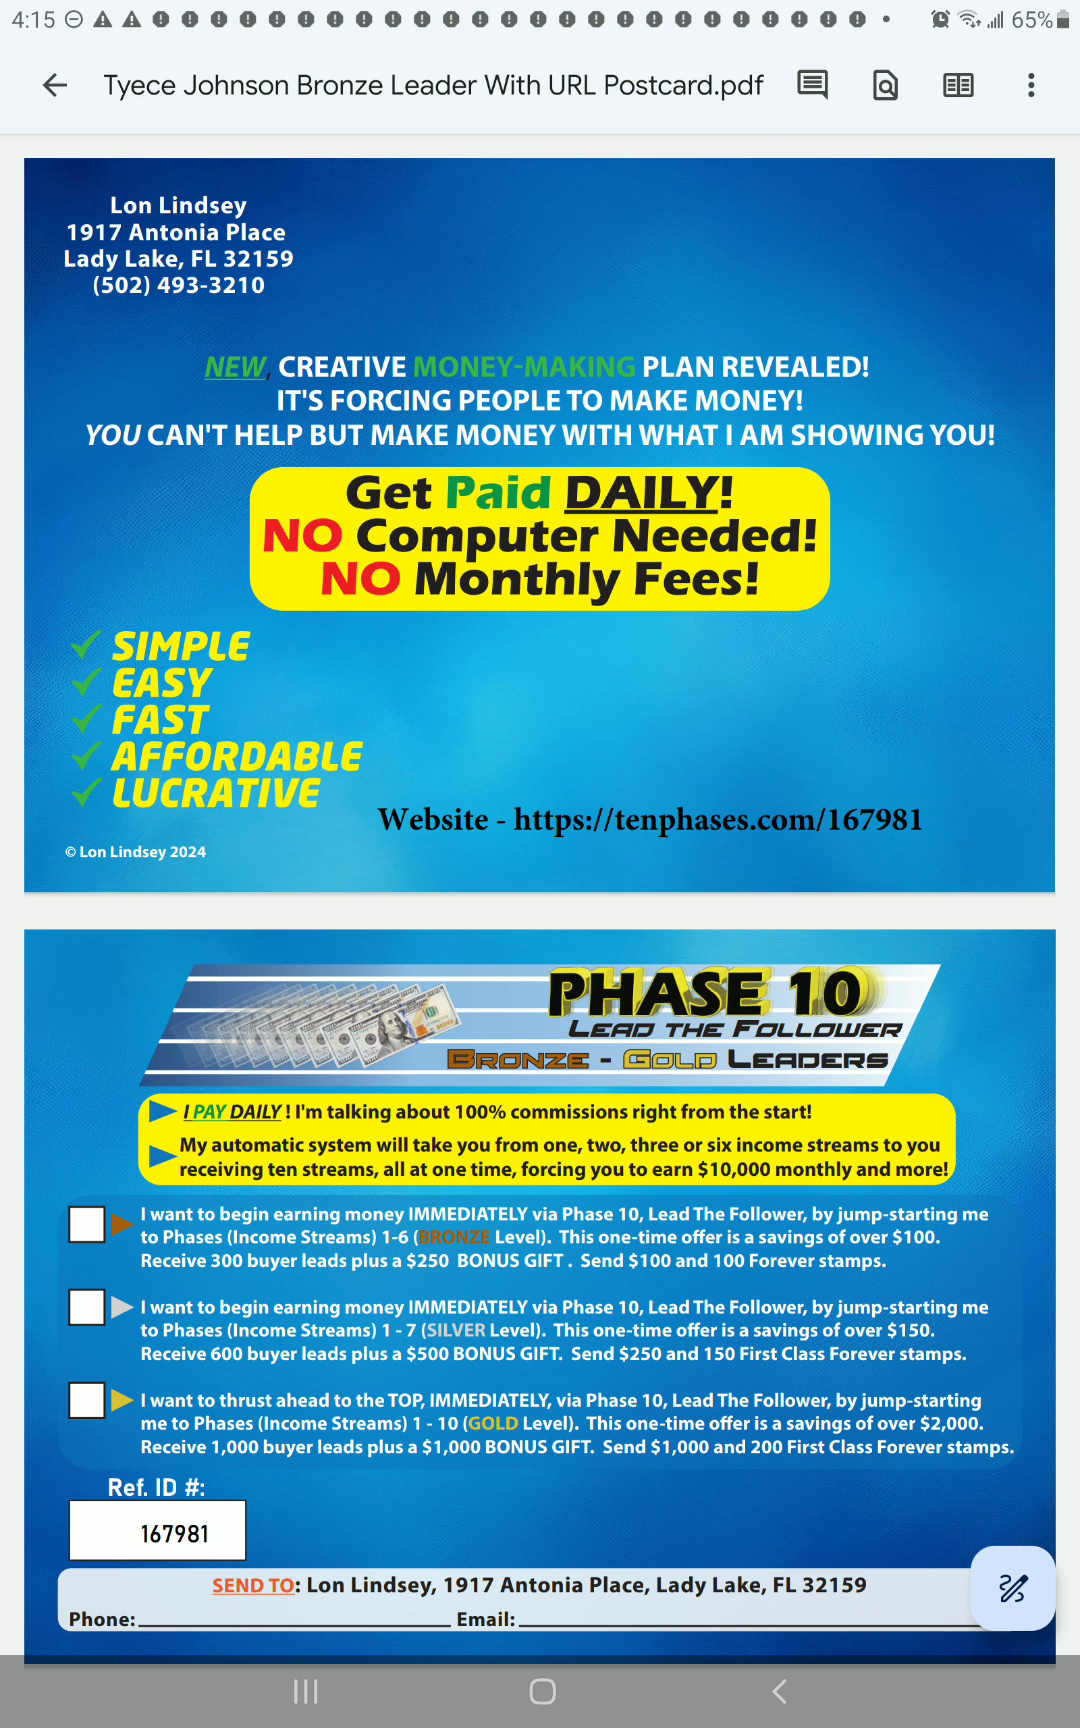 4:15
65%
Tyece Johnson Bronze Leader With URL Postcard.pdf
Lon Lindsey
1917 Antonia Place
Lady Lake, FL 32159
(502) 493-3210
NEW, CREATIVE MONEY-MAKING PLAN REVEALED!
IT'S FORCING PEOPLE TO MAKE MONEY!
YOU CAN'T HELP BUT MAKE MONEY WITH WHAT I AM SHOWING YOU!
Get Paid DAILY!
NO Computer Needed!
NO Monthly Fees!
SIMPLE
EASY
FAST
AFFORDABLE
LUCRATIVE
Website - https://tenphases.com/167981
© Lon Lindsey 2024
PHASE 10
LEAD THE FOLLOWER
BRONZE - GOLD LEADERS
I PAY DAILY ! I'm talking about 100% commissions right from the start!
My automatic system will take you from one, two, three or six income streams to you
receiving ten streams, all at one time, forcing you to earn $10,000 monthly and more!
I want to begin earning money IMMEDIATELY via Phase 10, Lead The Follower, by jump-starting me
to Phases (Income Streams) 1-6 (BRONZE Level). This one-time offer is a savings of over $100.
Receive 300 buyer leads plus a $250 BONUS GIFT . Send $100 and 100 Forever stamps.
I want to begin earning money IMMEDIATELY via Phase 10, Lead The Follower, by jump-starting me
to Phases (Income Streams) 1 - 7 (SILVER Level). This one-time offer is a savings of over $150.
Receive 600 buyer leads plus a $500 BONUS GIFT. Send $250 and 150 First Class Forever stamps.
I want to thrust ahead to the TOP, IMMEDIATELY, via Phase 10, Lead The Follower, by jump-starting
me to Phases (Income Streams) 1 - 10 (GOLD Level). This one-time offer is a savings of over $2,000.
Receive 1,000 buyer leads plus a $1,000 BONUS GIFT. Send $1,000 and 200 First Class Forever stamps.
Ref. ID #:
167981
SEND TO: Lon Lindsey, 1917 Antonia Place, Lady Lake, FL 32159
Phone: Email: